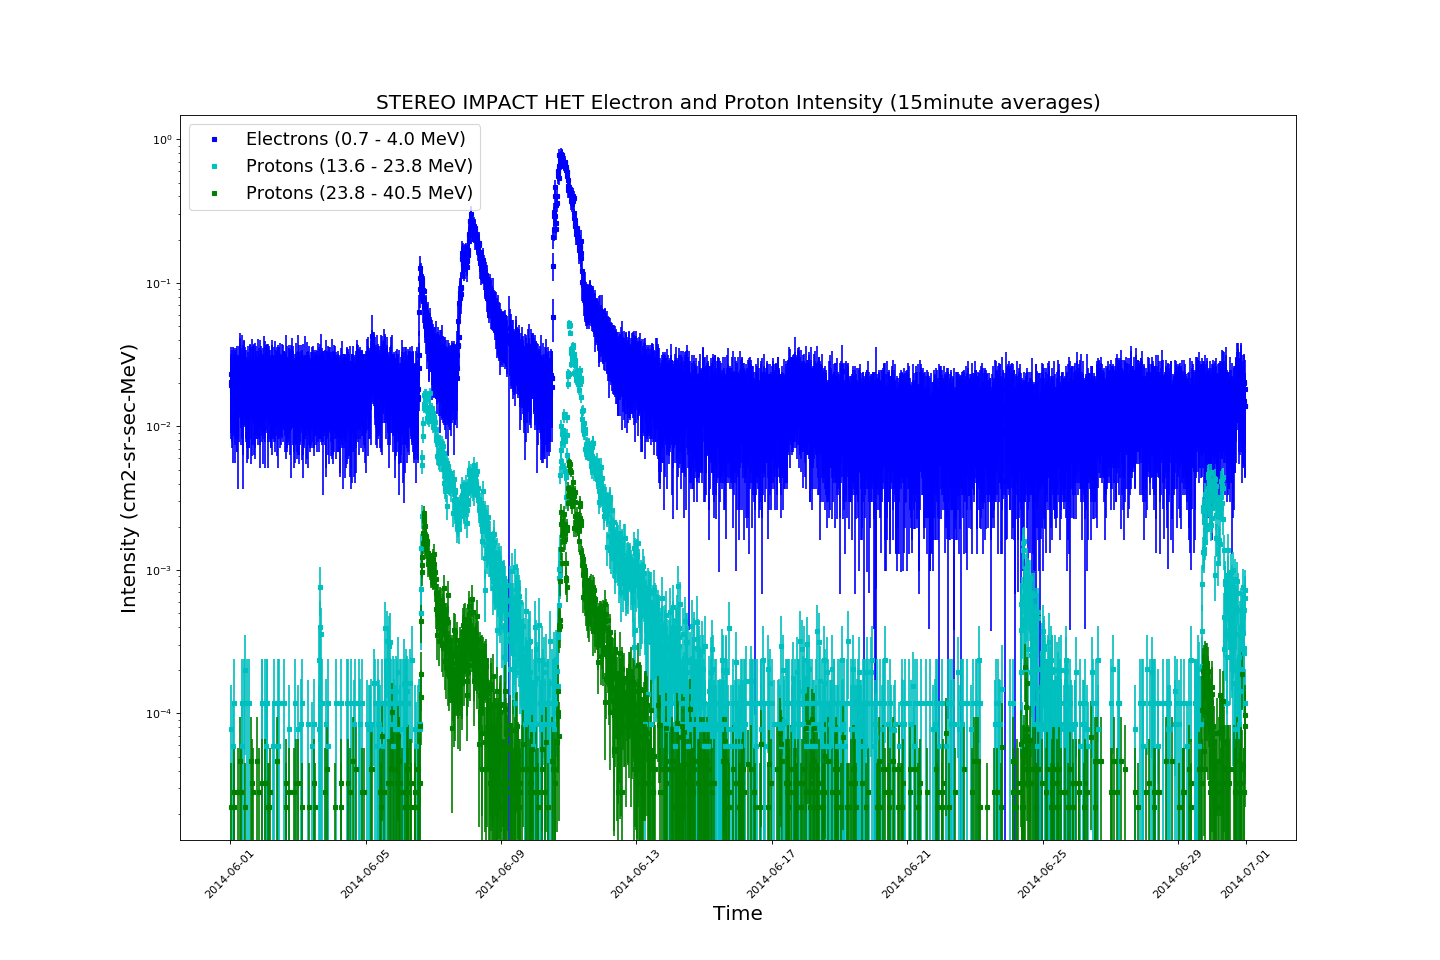 STEREO IMPACT HET Electron and Proton Intensity (15minute averages)
Electrons (0.7 - 4.0 MeV)
Protons (13.6 - 23.8 MeV)
Protons (23.8 - 40.5 MeV)
Intensity (cm2-sr-sec-MeV)
10⁰
10⁻¹
10⁻²
10⁻³
10⁻⁴
2014-06-01
2014-06-05
2014-06-09
2014-06-13
2014-06-17
2014-06-21
2014-06-25
2014-06-29
2014-07-01
Time